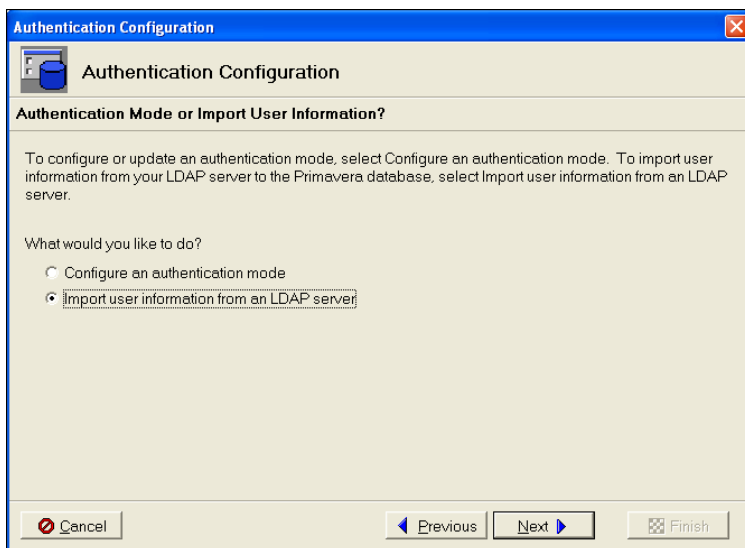 Authentication Configuration
Authentication Configuration
Authentication Mode or Import User Information?
To configure or update an authentication mode, select Configure an authentication mode. To import user
information from your LDAP server to the Primavera database, select Import user information from an LDAP
server.
What would you like to do?
Configure an authentication mode
Import user information from an LDAP server
Cancel
Previous
Next
Finish